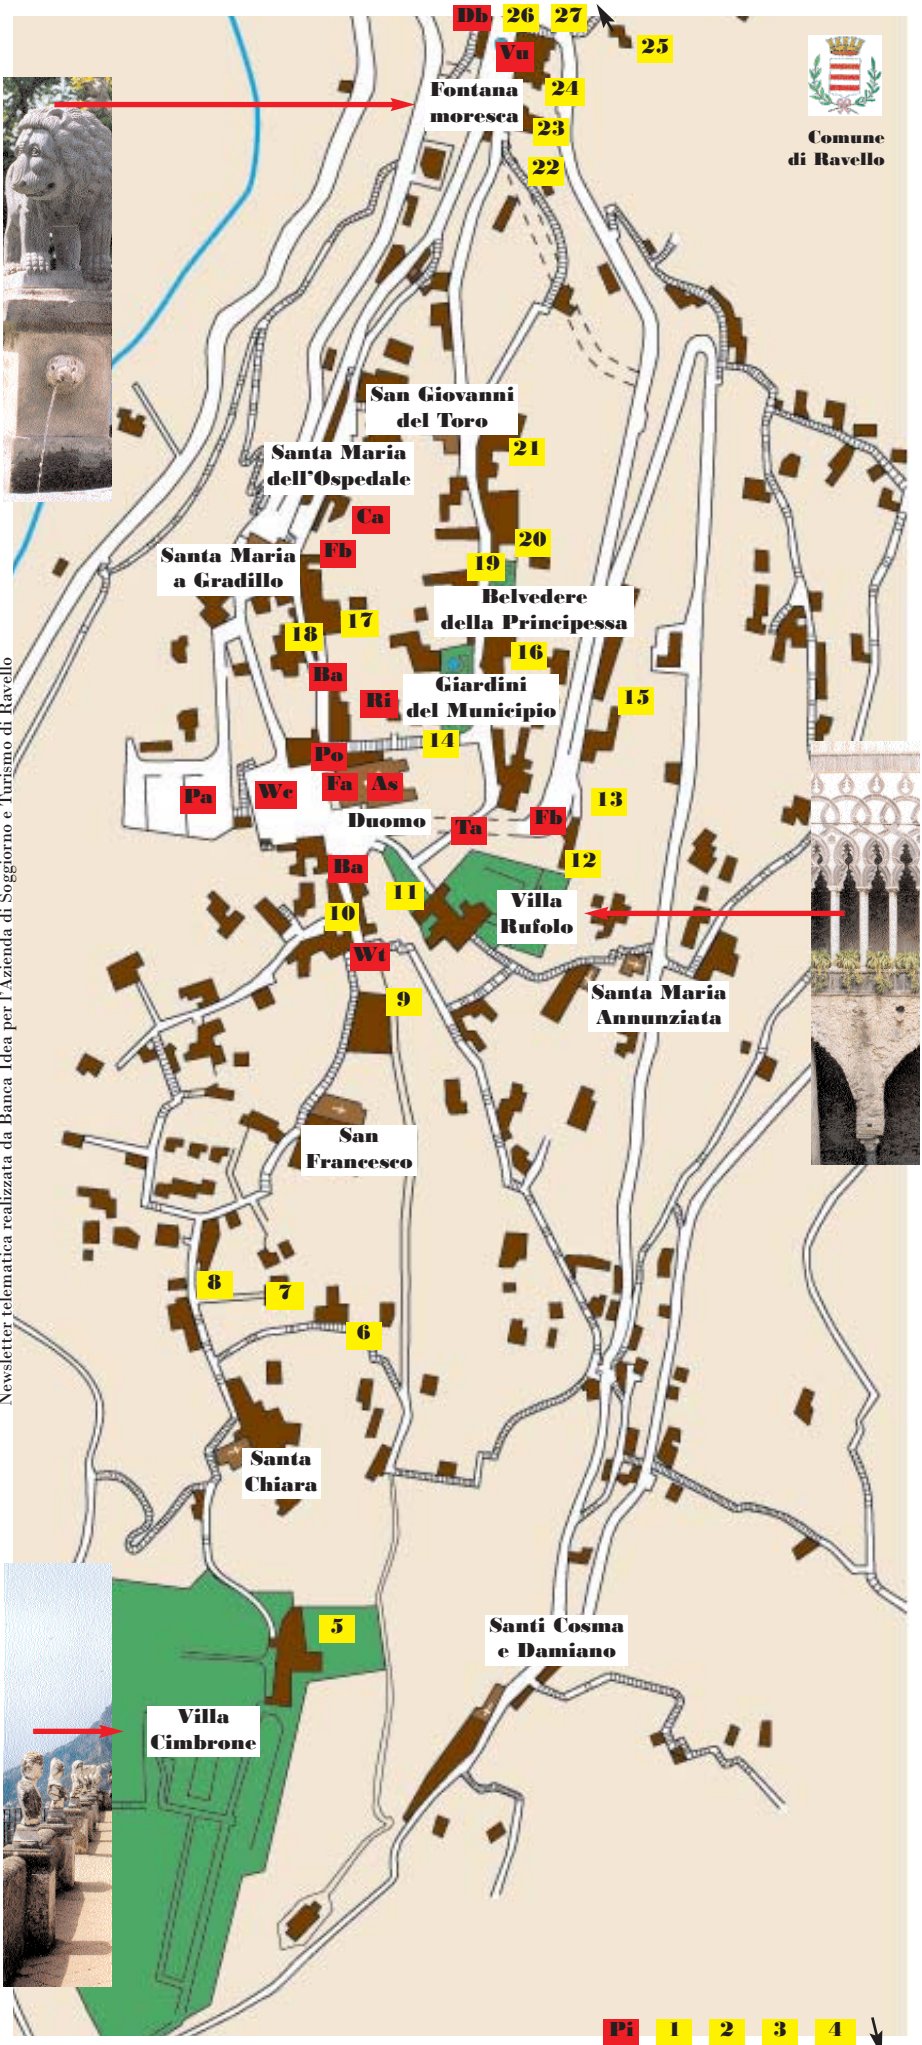 Db 26 27
Vu 25
Fontana
moresca
24
23
22
Comune
di Ravello
San Giovanni
del Toro
Santa Maria
dell'Ospedale
21
Ca
Fb
20
19
Santa Maria
a Gradillo
Belvedere
della Principessa
17
18
16
Ba
Ri
Giardini
del Municipio
15
14
Po
Fa As
Pa Wc
13
Duomo
Ta
Fb
12
Ba
11
10
Villa
Rufolo
Wt
9
Santa Maria
Annunziata
San
Francesco
8
7
6
Santa
Chiara
5
Santi Cosma
e Damiano
Villa
Cimbrone
Pi 1 2 3 4
Newsletter telematica realizzata da Banca Idea per l'Azienda di Soggiorno e Turismo di Ravello